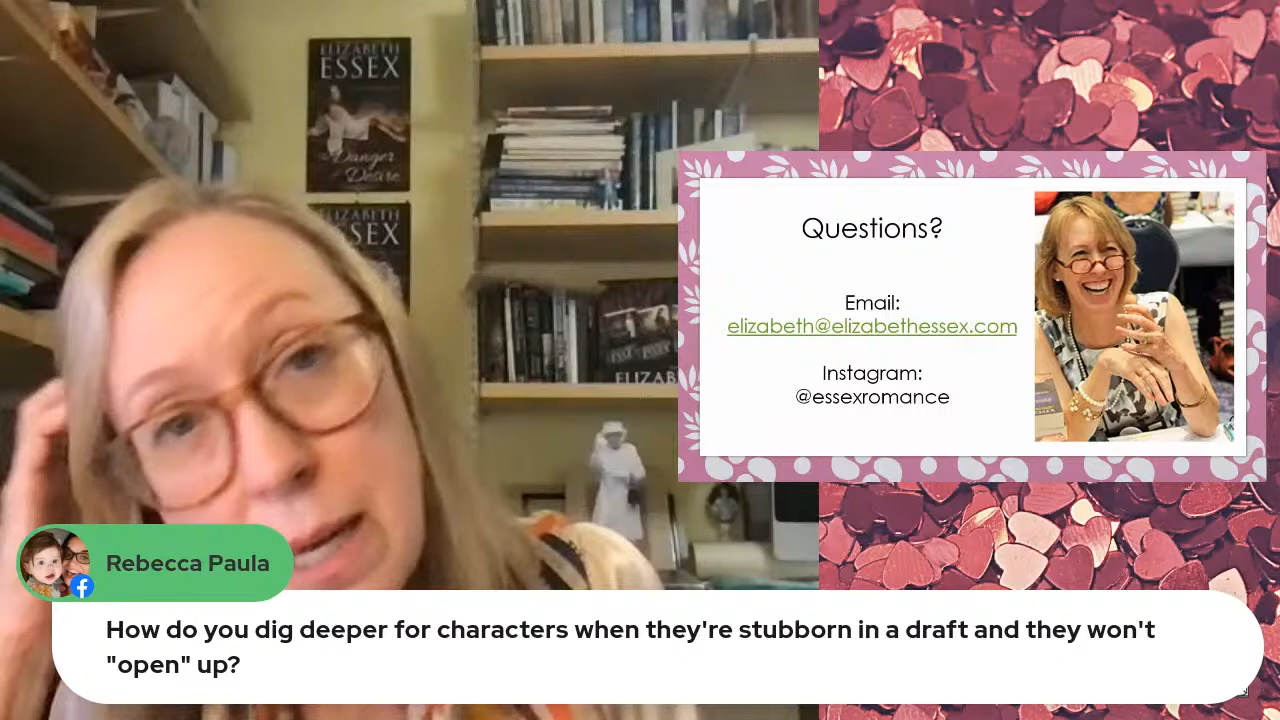 ELIZABETH
ESSEX
Danger
Desire
ELIZABETH
ESSEX
ELIZAB
Questions?
Email:
elizabeth@elizabethessex.com
Instagram:
@essexromance
Rebecca Paula
How do you dig deeper for characters when they're stubborn in a draft and they won't
"open" up?